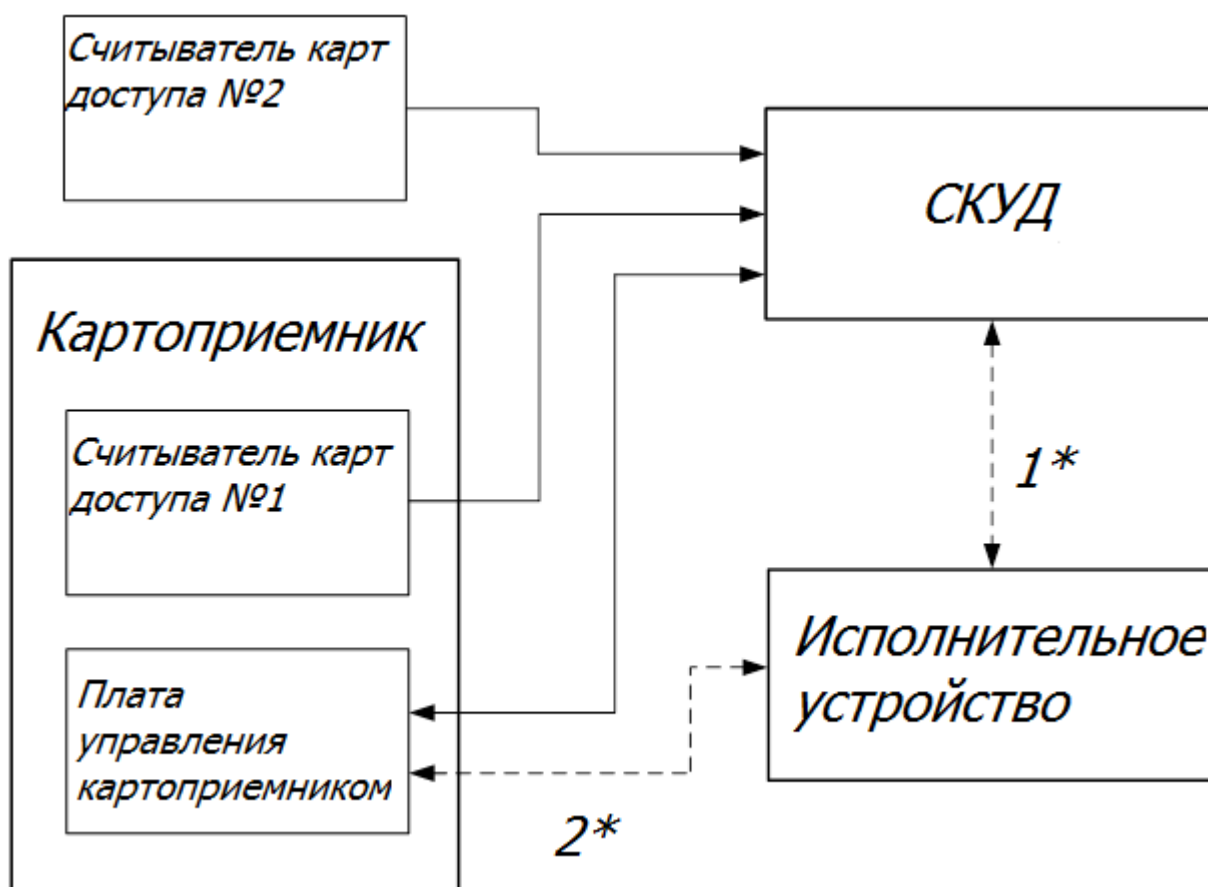 Считыватель карт
доступа №2
СКУД
Картоприемник
Считыватель карт
доступа №1
1*
Исполнительное
устройство
Плата
управления
картоприемником
2*